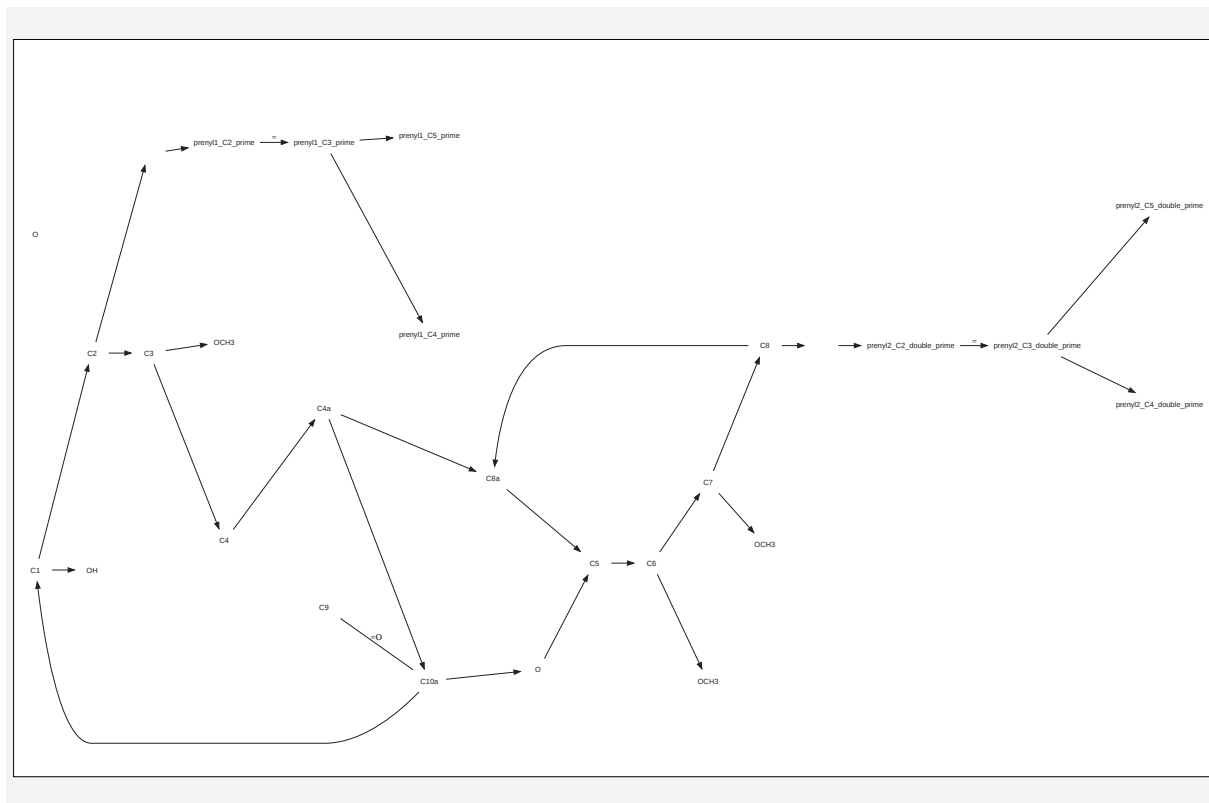 prenyl1_C5_prime
prenyl1_C2_prime
=
prenyl1_C3_prime
prenyl2_C5_double_prime
O
prenyl1_C4_prime
OCH3
C2
C3
C8
prenyl2_C2_double_prime
=
prenyl2_C3_double_prime
prenyl2_C4_double_prime
C4a
C8a
C7
C4
OCH3
C1
OH
C5
C6
C9
=O
O
C10a
OCH3